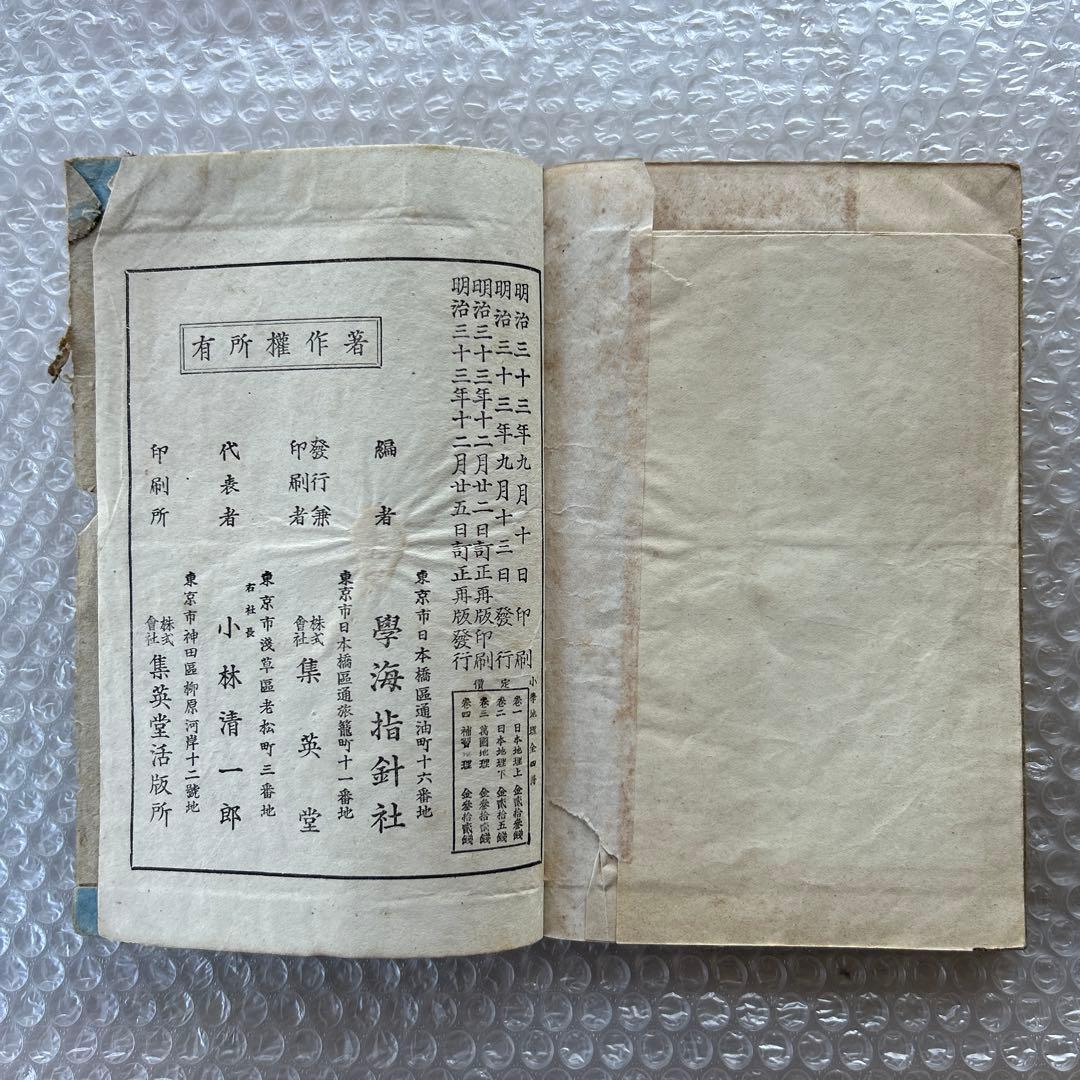 明治三十三年九月十日印刷
明治三十三年九月十三日發行
明治三十三年十二月廿二日訂正再版印刷
明治三十三年十二月廿五日訂正再版發行
小學地理全四冊
定價
卷一 日本地理上 金貳拾參錢
卷二 日本地理下 金貳拾五錢
卷三 萬國地理 金參拾貳錢
卷四 補習地理 金參拾貳錢
著作權所有
東京市日本橋區通油町十六番地
編者 學海指針社
東京市日本橋區通旅籠町十一番地
發行兼印刷者 株式會社 集英堂
東京市淺草區老松町三番地
代表者 右社長 小林清一郎
東京市神田區柳原河岸十二號地
印刷所 株式會社 集英堂活版所